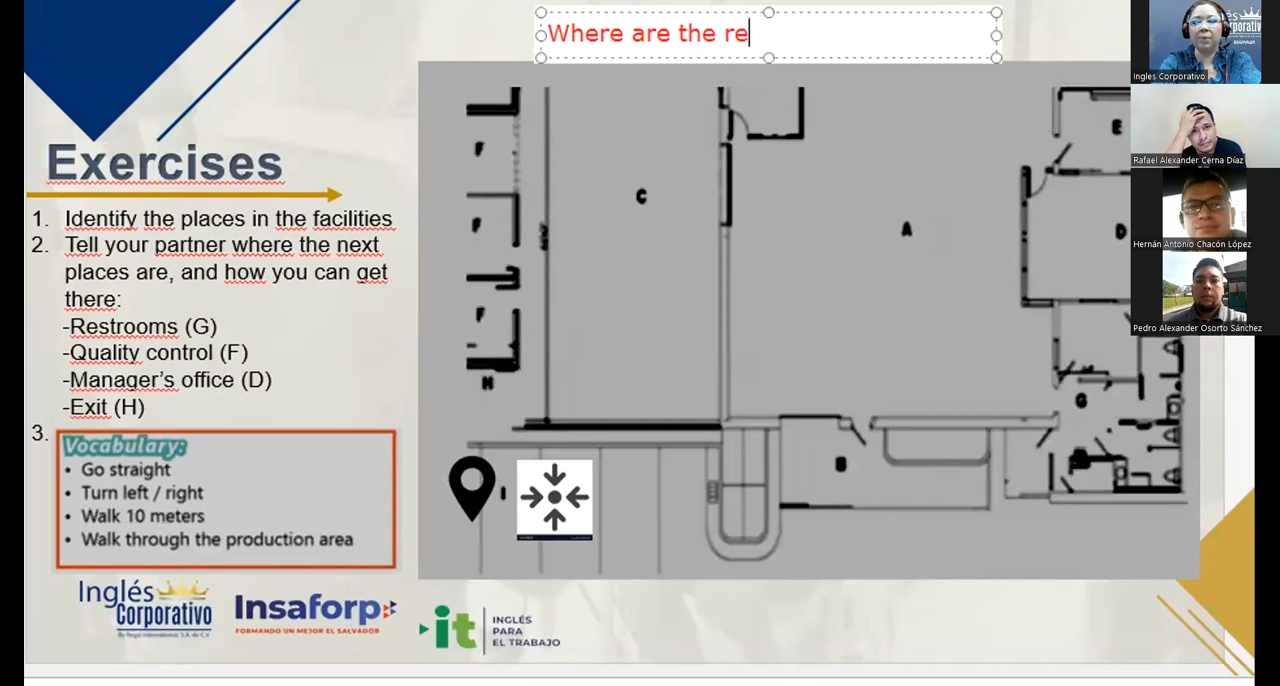 Where are the re
Exercises
1. Identify the places in the facilities
2. Tell your partner where the next
places are, and how you can get
there:
-Restrooms (G)
-Quality control (F)
-Manager's office (D)
-Exit (H)
3.
Vocabulary:
• Go straight
• Turn left / right
• Walk 10 meters
• Walk through the production area
F
F
F
H
C
A
E
D
G
B
I
Inglés
Corporativo
Insaforp
FORMANDO UN MEJOR EL SALVADOR
it
INGLÉS
PARA
EL TRABAJO
Ingles Corporativo
Rafael Alexander Cerna Díaz
Hernán Antonio Chacón López
Pedro Alexander Osorto Sánchez